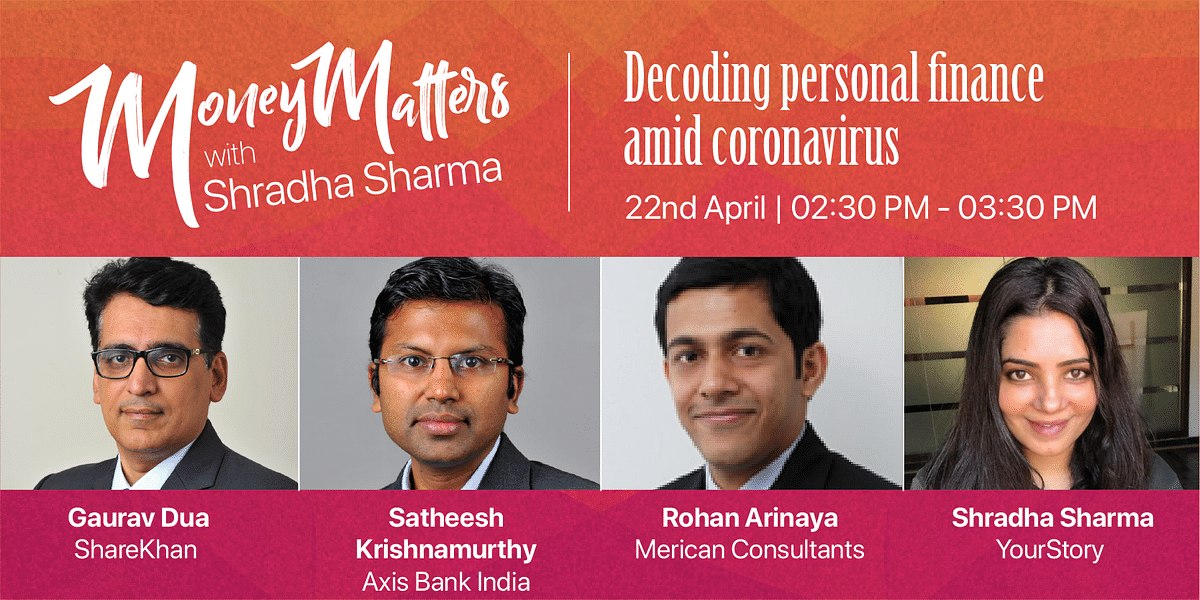 MoneyMatters
with
Shradha Sharma
Decoding personal finance
amid coronavirus
22nd April | 02:30 PM - 03:30 PM
Gaurav Dua
ShareKhan
Satheesh
Krishnamurthy
Axis Bank India
Rohan Arinaya
Merican Consultants
Shradha Sharma
YourStory